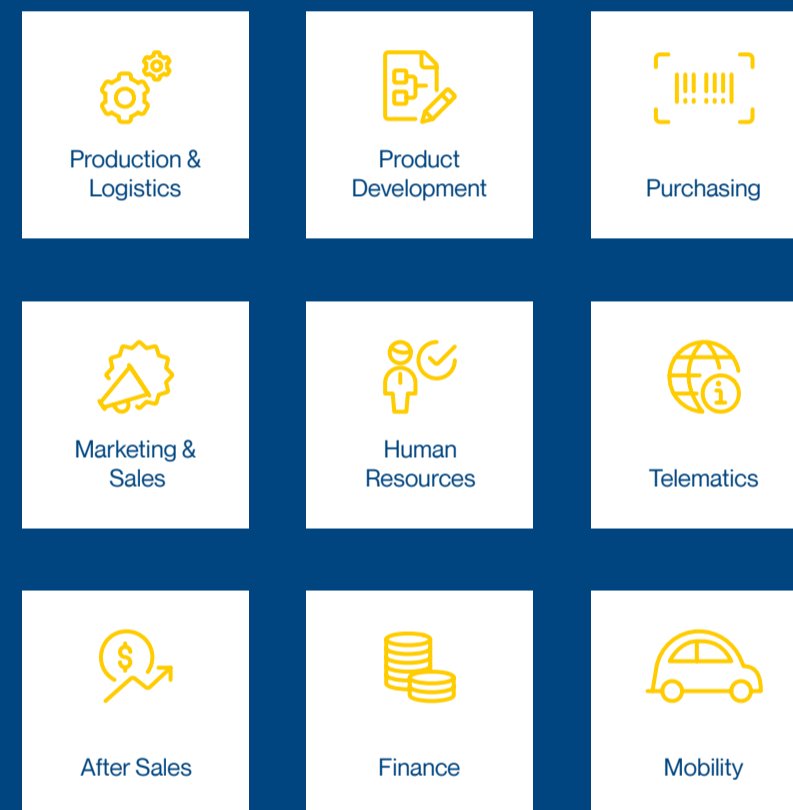 Production &
Logistics
Product
Development
Purchasing
Marketing &
Sales
Human
Resources
Telematics
After Sales
Finance
Mobility